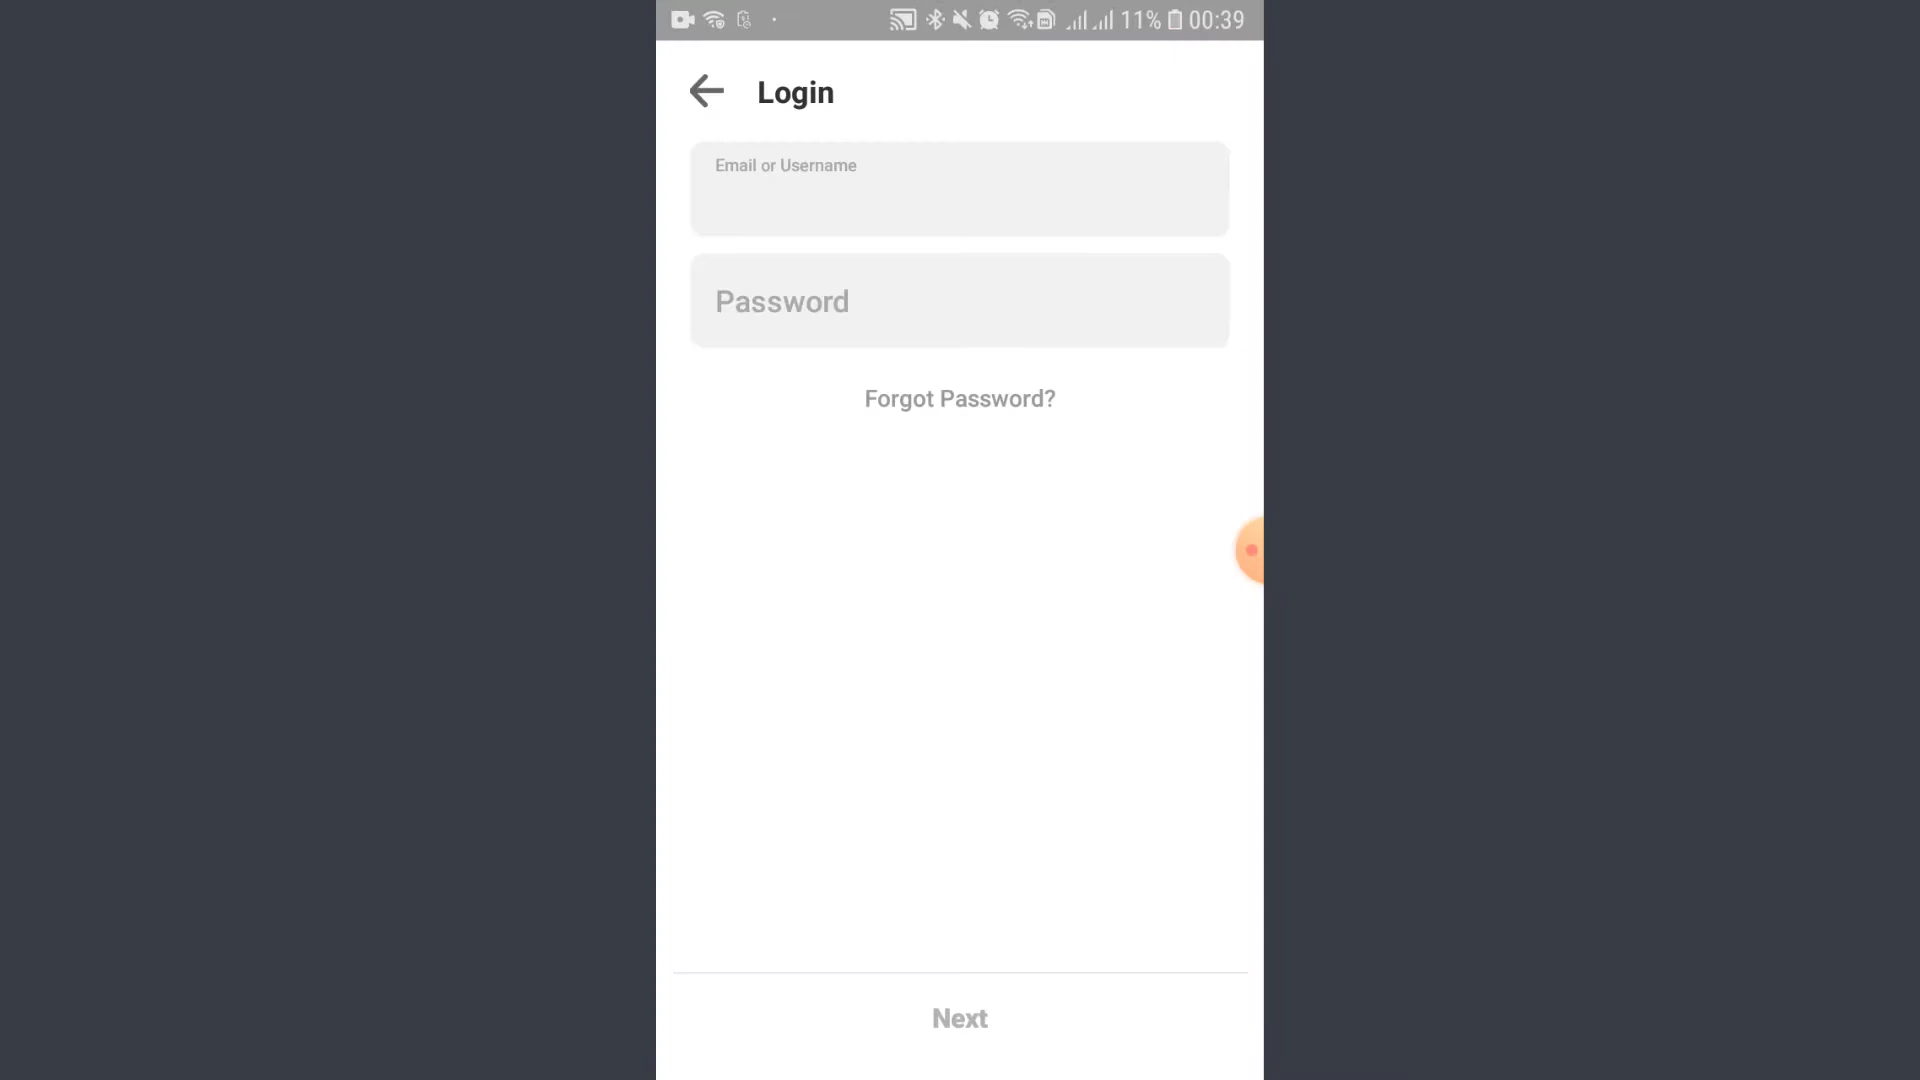 11% 00:39
Login
Email or Username
Password
Forgot Password?
Next